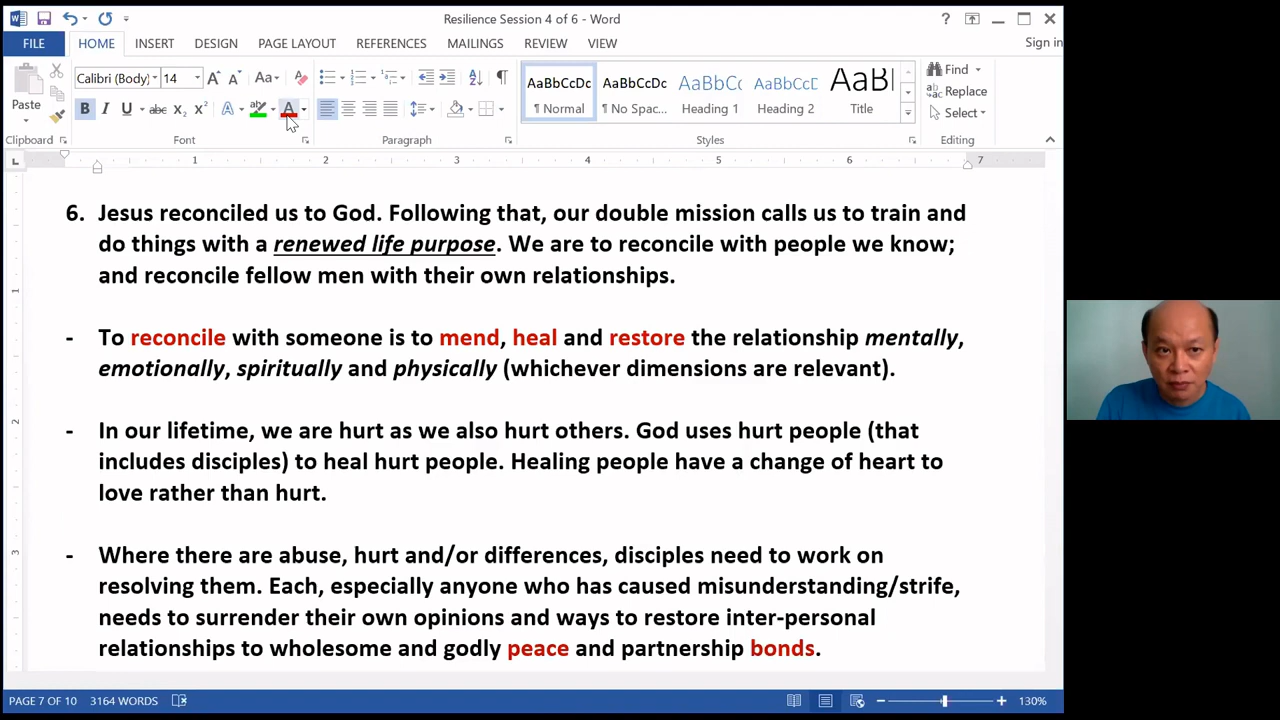 Resilience Session 4 of 6 - Word
FILE HOME INSERT DESIGN PAGE LAYOUT REFERENCES MAILINGS REVIEW VIEW Sign in
Calibri (Body) 14
Paste
Clipboard Font Paragraph Styles Editing
AaBbCcDc AaBbCcDc AaBbCc AaBbCcD AaB
¶ Normal ¶ No Spac... Heading 1 Heading 2 Title
Find
Replace
Select
1 2 3 4 5 6 7
6. Jesus reconciled us to God. Following that, our double mission calls us to train and
do things with a renewed life purpose. We are to reconcile with people we know;
and reconcile fellow men with their own relationships.
- To reconcile with someone is to mend, heal and restore the relationship mentally,
emotionally, spiritually and physically (whichever dimensions are relevant).
- In our lifetime, we are hurt as we also hurt others. God uses hurt people (that
includes disciples) to heal hurt people. Healing people have a change of heart to
love rather than hurt.
- Where there are abuse, hurt and/or differences, disciples need to work on
resolving them. Each, especially anyone who has caused misunderstanding/strife,
needs to surrender their own opinions and ways to restore inter-personal
relationships to wholesome and godly peace and partnership bonds.
PAGE 7 OF 10 3164 WORDS 130%